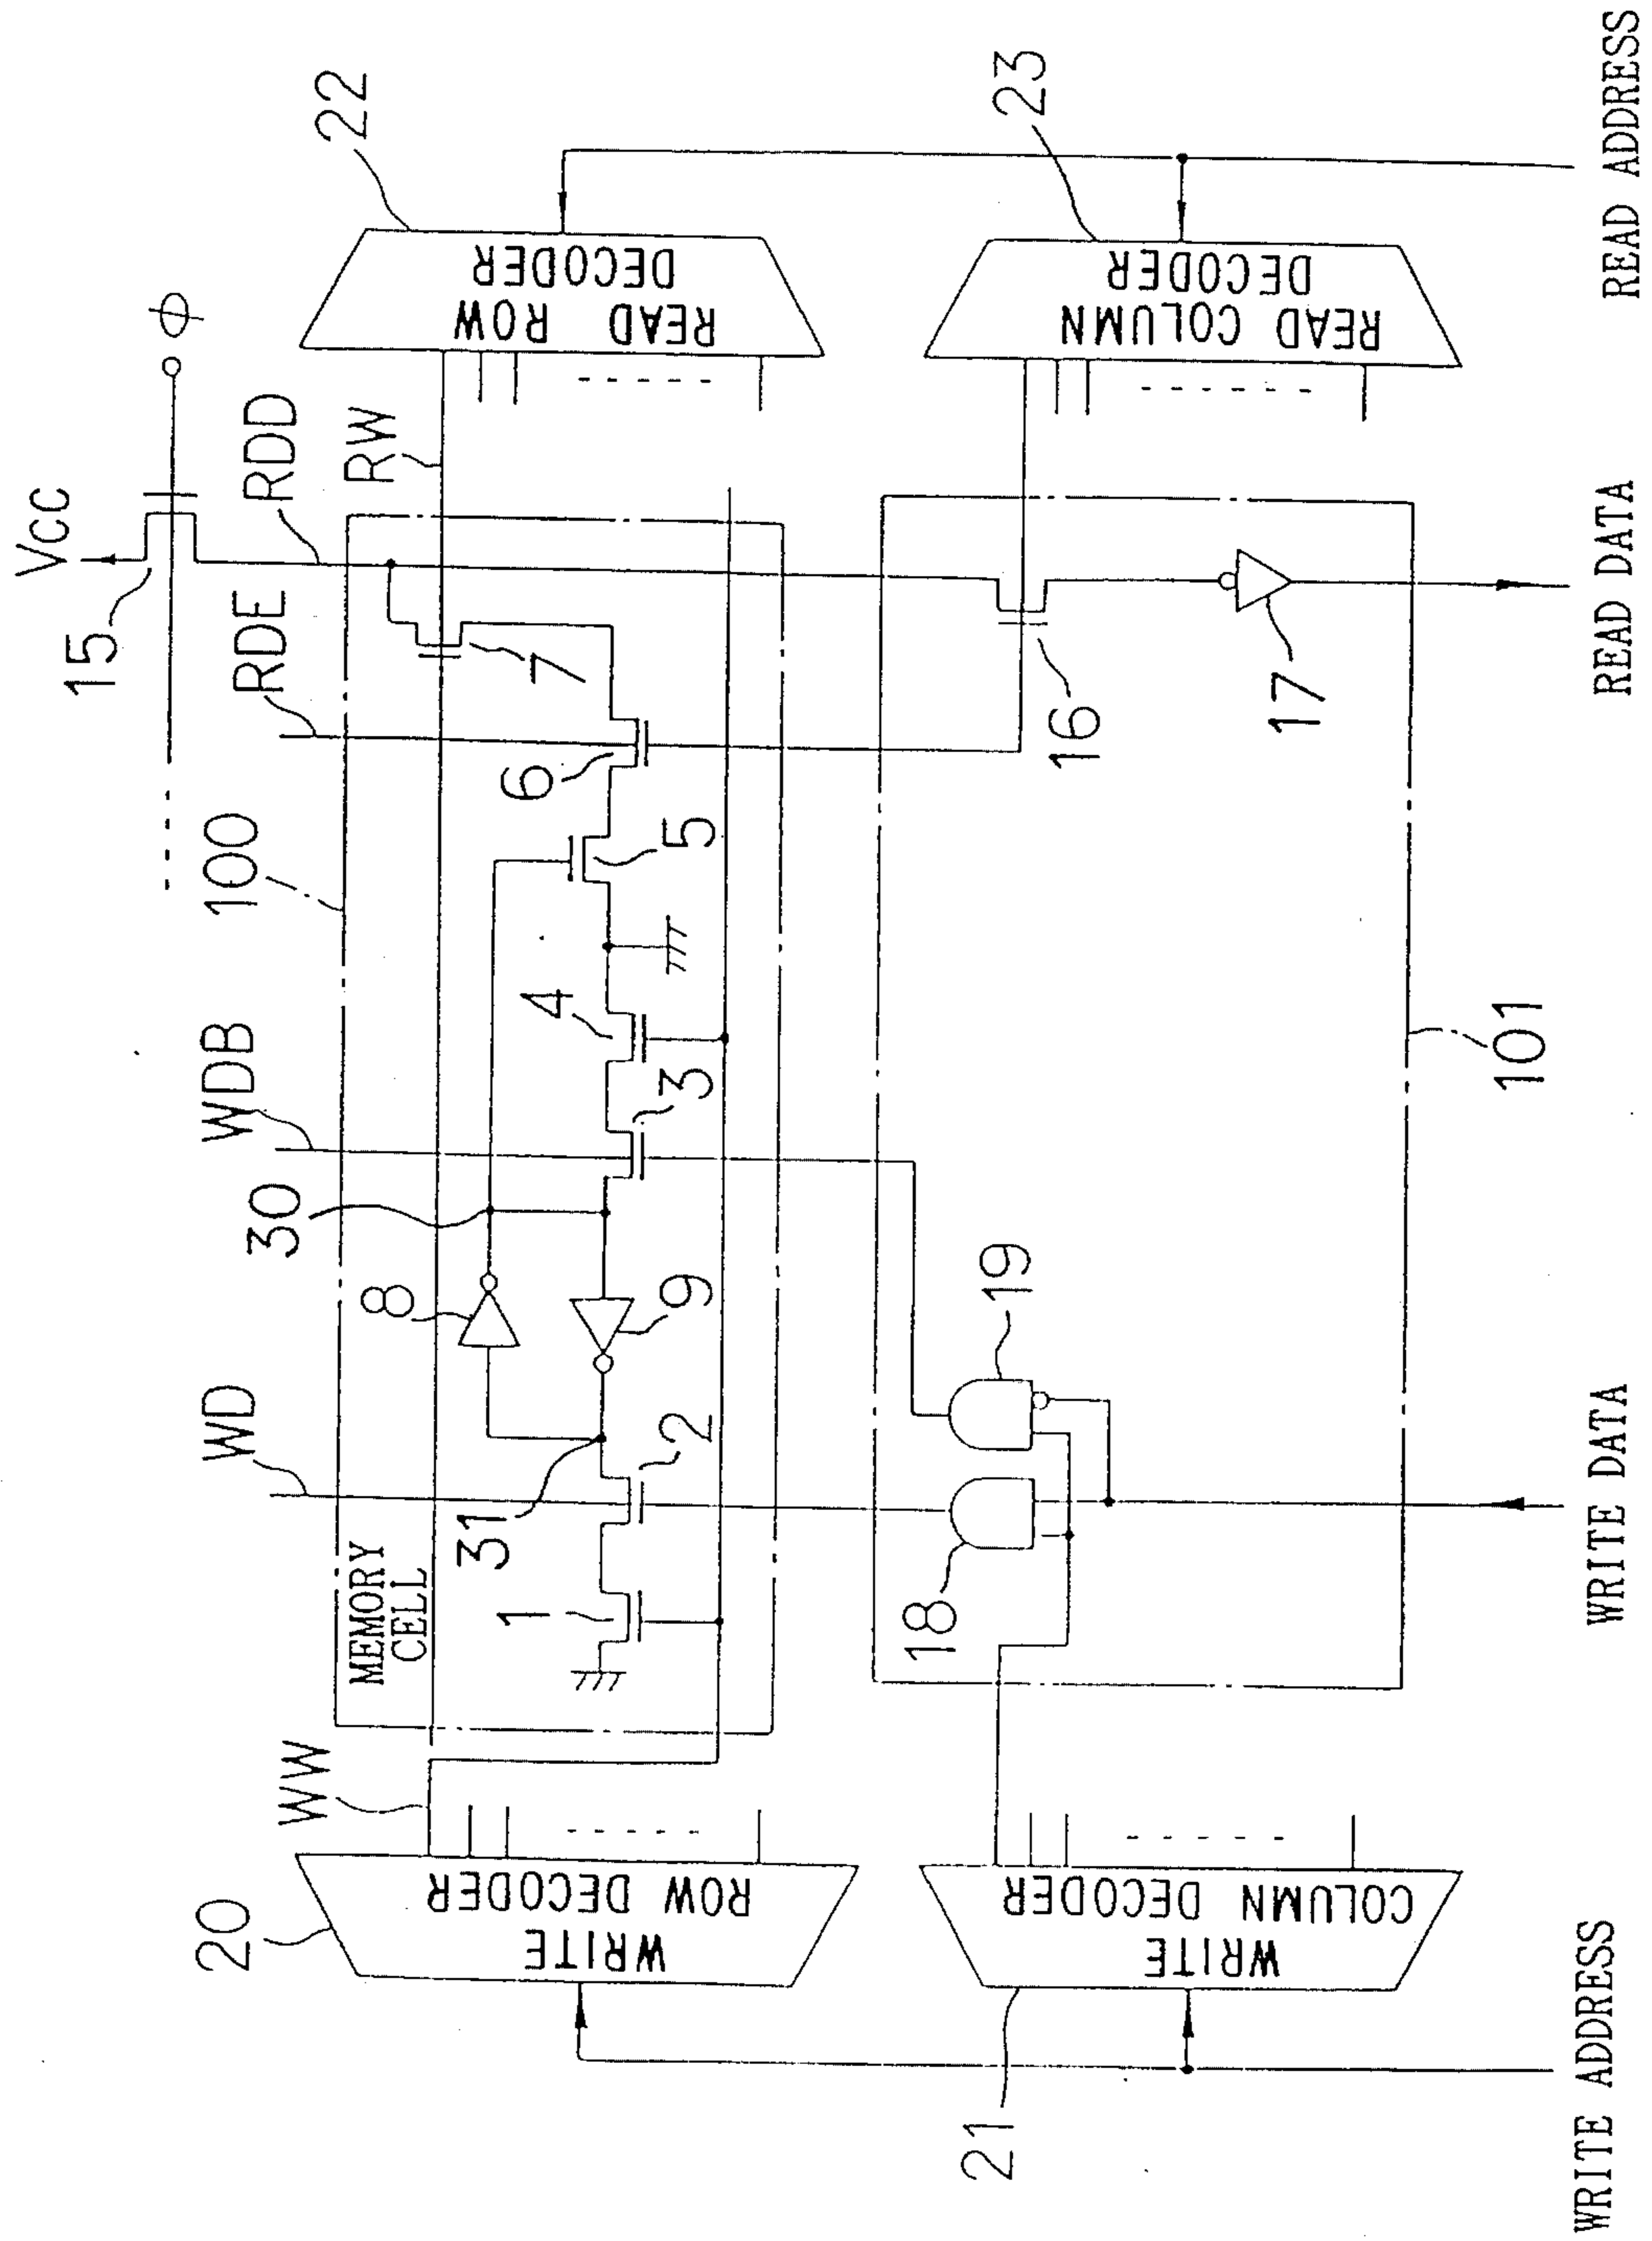 VCC
15
φ
RDD
RDE
RW
22
READ ROW
DECODER
100
WDB
WD
30
MEMORY
CELL
8
9
31
1
2
3
4
5
6
7
WW
20
WRITE
ROW DECODER
23
READ COLUMN
DECODER
16
17
18
19
101
21
WRITE
COLUMN DECODER
WRITE ADDRESS
WRITE DATA
READ DATA
READ ADDRESS